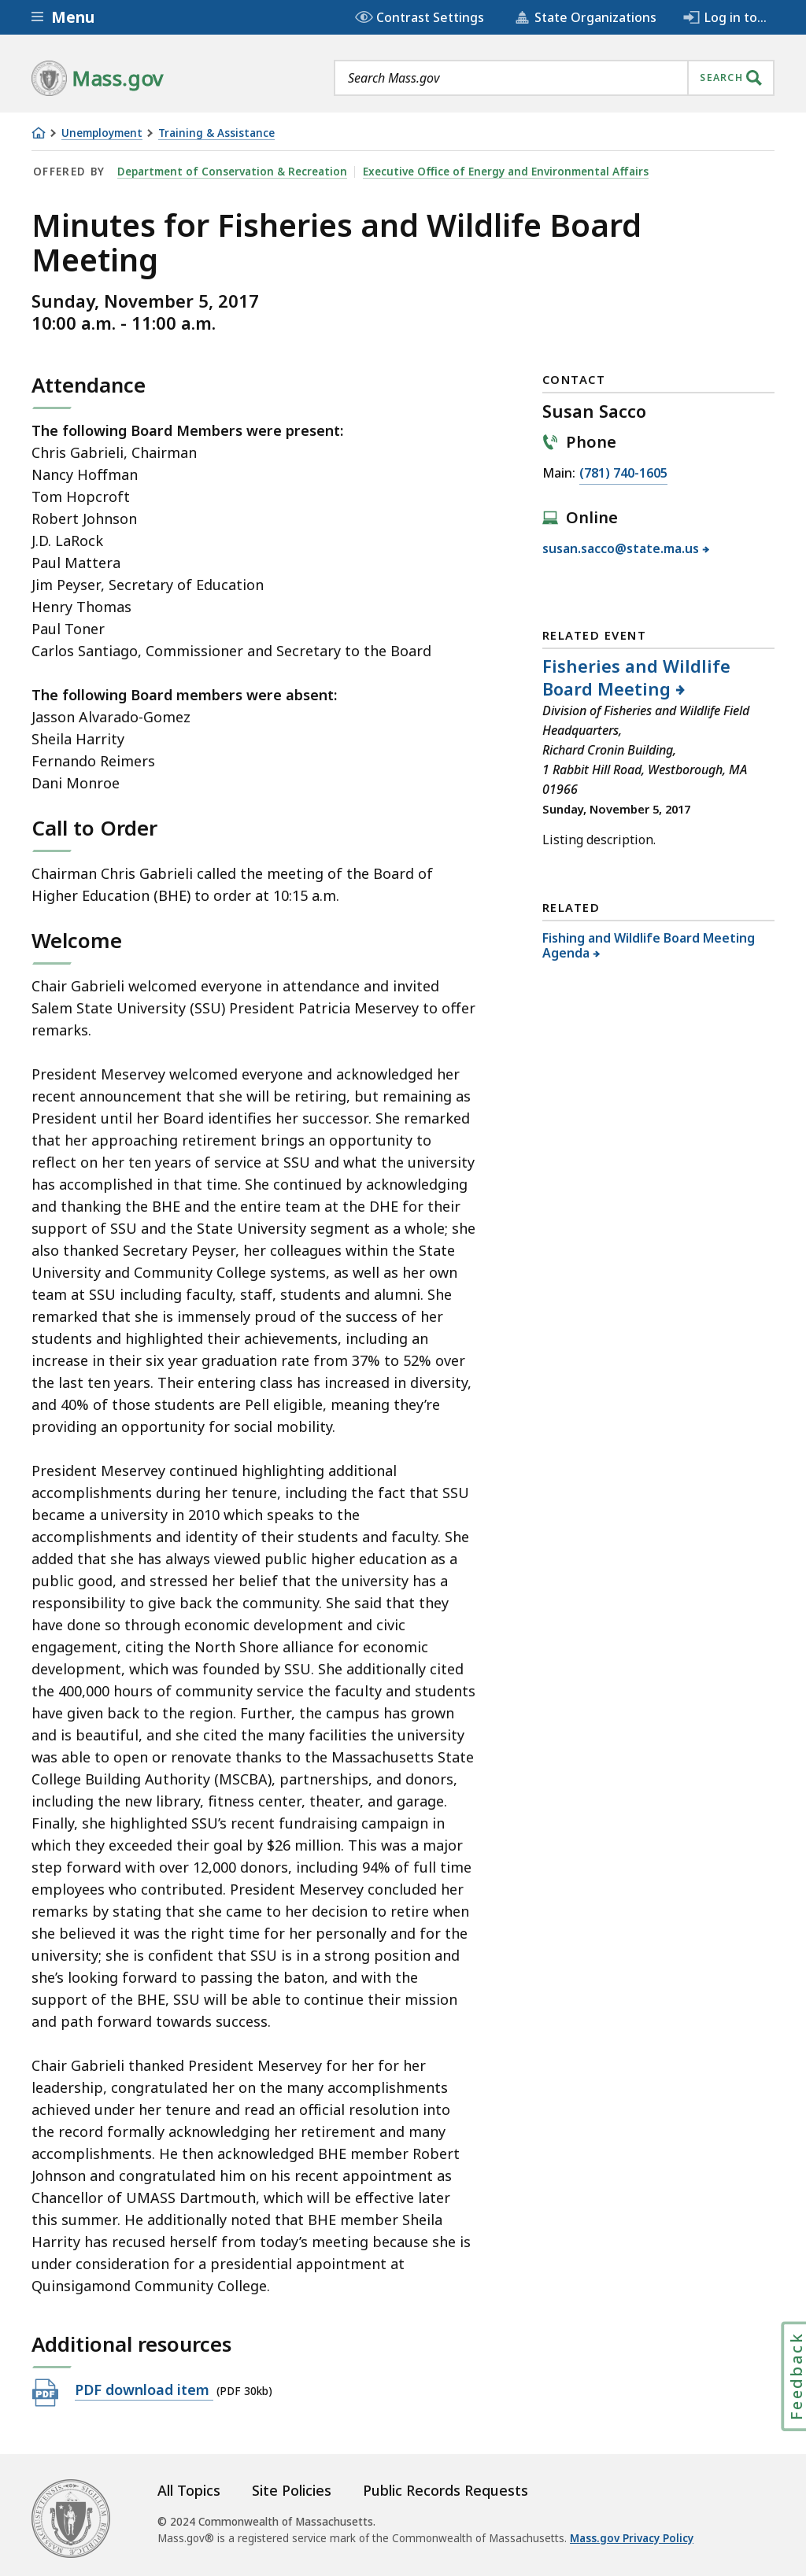 Menu
Contrast Settings
State Organizations
Log in to...
Mass.gov
Search Mass.gov
SEARCH
Unemployment
Training & Assistance
OFFERED BY
Department of Conservation & Recreation
Executive Office of Energy and Environmental Affairs
Minutes for Fisheries and Wildlife Board
Meeting
Sunday, November 5, 2017
10:00 a.m. - 11:00 a.m.
Attendance
The following Board Members were present:
Chris Gabrieli, Chairman
Nancy Hoffman
Tom Hopcroft
Robert Johnson
J.D. LaRock
Paul Mattera
Jim Peyser, Secretary of Education
Henry Thomas
Paul Toner
Carlos Santiago, Commissioner and Secretary to the Board
The following Board members were absent:
Jasson Alvarado-Gomez
Sheila Harrity
Fernando Reimers
Dani Monroe
Call to Order
Chairman Chris Gabrieli called the meeting of the Board of
Higher Education (BHE) to order at 10:15 a.m.
Welcome
Chair Gabrieli welcomed everyone in attendance and invited
Salem State University (SSU) President Patricia Meservey to offer
remarks.
President Meservey welcomed everyone and acknowledged her
recent announcement that she will be retiring, but remaining as
President until her Board identifies her successor. She remarked
that her approaching retirement brings an opportunity to
reflect on her ten years of service at SSU and what the university
has accomplished in that time. She continued by acknowledging
and thanking the BHE and the entire team at the DHE for their
support of SSU and the State University segment as a whole; she
also thanked Secretary Peyser, her colleagues within the State
University and Community College systems, as well as her own
team at SSU including faculty, staff, students and alumni. She
remarked that she is immensely proud of the success of her
students and highlighted their achievements, including an
increase in their six year graduation rate from 37% to 52% over
the last ten years. Their entering class has increased in diversity,
and 40% of those students are Pell eligible, meaning they’re
providing an opportunity for social mobility.
President Meservey continued highlighting additional
accomplishments during her tenure, including the fact that SSU
became a university in 2010 which speaks to the
accomplishments and identity of their students and faculty. She
added that she has always viewed public higher education as a
public good, and stressed her belief that the university has a
responsibility to give back the community. She said that they
have done so through economic development and civic
engagement, citing the North Shore alliance for economic
development, which was founded by SSU. She additionally cited
the 400,000 hours of community service the faculty and students
have given back to the region. Further, the campus has grown
and is beautiful, and she cited the many facilities the university
was able to open or renovate thanks to the Massachusetts State
College Building Authority (MSCBA), partnerships, and donors,
including the new library, fitness center, theater, and garage.
Finally, she highlighted SSU’s recent fundraising campaign in
which they exceeded their goal by $26 million. This was a major
step forward with over 12,000 donors, including 94% of full time
employees who contributed. President Meservey concluded her
remarks by stating that she came to her decision to retire when
she believed it was the right time for her personally and for the
university; she is confident that SSU is in a strong position and
she’s looking forward to passing the baton, and with the
support of the BHE, SSU will be able to continue their mission
and path forward towards success.
Chair Gabrieli thanked President Meservey for her for her
leadership, congratulated her on the many accomplishments
achieved under her tenure and read an official resolution into
the record formally acknowledging her retirement and many
accomplishments. He then acknowledged BHE member Robert
Johnson and congratulated him on his recent appointment as
Chancellor of UMASS Dartmouth, which will be effective later
this summer. He additionally noted that BHE member Sheila
Harrity has recused herself from today’s meeting because she is
under consideration for a presidential appointment at
Quinsigamond Community College.
Additional resources
PDF
PDF download item (PDF 30kb)
CONTACT
Susan Sacco
Phone
Main: (781) 740-1605
Online
susan.sacco@state.ma.us
RELATED EVENT
Fisheries and Wildlife
Board Meeting
Division of Fisheries and Wildlife Field
Headquarters,
Richard Cronin Building,
1 Rabbit Hill Road, Westborough, MA
01966
Sunday, November 5, 2017
Listing description.
RELATED
Fishing and Wildlife Board Meeting
Agenda
Feedback
All Topics
Site Policies
Public Records Requests
© 2024 Commonwealth of Massachusetts.
Mass.gov® is a registered service mark of the Commonwealth of Massachusetts. Mass.gov Privacy Policy